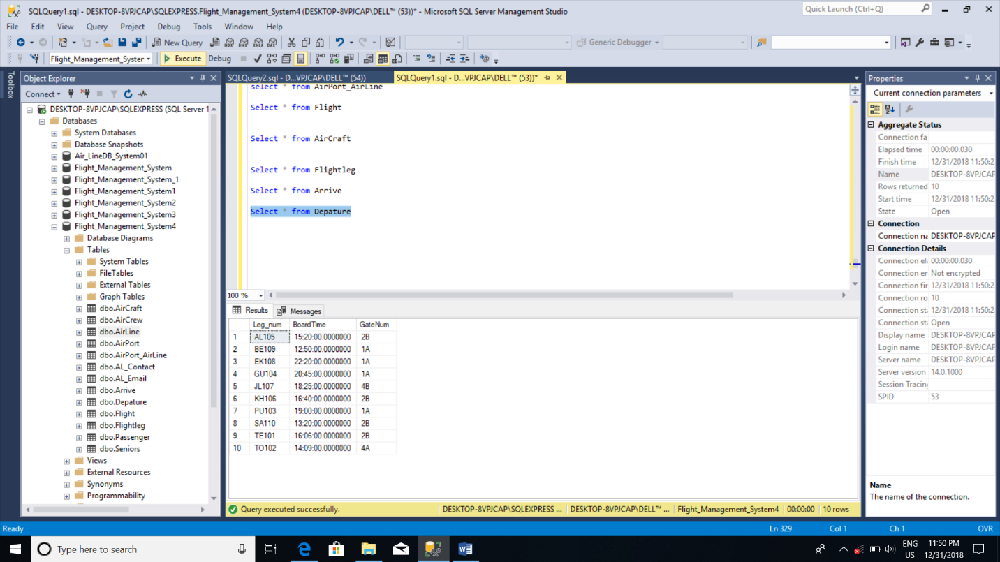 SQLQuery1.sql - DESKTOP-8VPJCAP\SQLEXPRESS.Flight_Management_System4 (DESKTOP-8VPJCAP\DELL™ (53))* - Microsoft SQL Server Management Studio
Quick Launch (Ctrl+Q)
File Edit View Query Project Debug Tools Window Help
New Query
MDX DMX XMLA DAX
Generic Debugger
Flight_Management_Syster
Execute Debug
Toolbox
Object Explorer
Connect
DESKTOP-8VPJCAP\SQLEXPRESS (SQL Server 1
Databases
System Databases
Database Snapshots
Air_LineDB_System01
Flight_Management_System
Flight_Management_System_1
Flight_Management_System1
Flight_Management_System2
Flight_Management_System3
Flight_Management_System4
Database Diagrams
Tables
System Tables
FileTables
External Tables
Graph Tables
dbo.AirCraft
dbo.AirCrew
dbo.AirLine
dbo.AirPort
dbo.AirPort_AirLine
dbo.AL_Contact
dbo.AL_Email
dbo.Arrive
dbo.Depature
dbo.Flight
dbo.Flightleg
dbo.Passenger
dbo.Seniors
Views
External Resources
Synonyms
Programmability
SQLQuery2.sql - D...VPJCAP\DELL™ (54))
SQLQuery1.sql - D...VPJCAP\DELL™ (53))*
select * from AirPort_AirLine
Select * from Flight
Select * from AirCraft
Select * from Flightleg
Select * from Arrive
Select * from Depature
100 %
Results Messages
Leg_num BoardTime GateNum
1 AL105 15:20:00.0000000 2B
2 BE109 12:50:00.0000000 1A
3 EK108 22:20:00.0000000 1A
4 GU104 20:45:00.0000000 1A
5 JL107 18:25:00.0000000 4B
6 KH106 16:40:00.0000000 2B
7 PU103 19:00:00.0000000 1A
8 SA110 13:20:00.0000000 2B
9 TE101 16:06:00.0000000 2B
10 TO102 14:09:00.0000000 4A
Query executed successfully.
DESKTOP-8VPJCAP\SQLEXPRESS ... DESKTOP-8VPJCAP\DELL™ ... Flight_Management_System4 00:00:00 10 rows
Properties
Current connection parameters
Aggregate Status
Connection fa
Elapsed time 00:00:00.030
Finish time 12/31/2018 11:50:2
Name DESKTOP-8VPJCAP
Rows returned 10
Start time 12/31/2018 11:50:2
State Open
Connection
Connection na DESKTOP-8VPJCAP
Connection Details
Connection el 00:00:00.030
Connection er Not encrypted
Connection fir 12/31/2018 11:50:2
Connection ro 10
Connection sta 12/31/2018 11:50:2
Connection sta Open
Display name DESKTOP-8VPJCAP
Login name DESKTOP-8VPJCAP
Server name DESKTOP-8VPJCAP
Server version 14.0.1000
Session Tracin
SPID 53
Name
The name of the connection.
Ready
Ln 329 Col 1 Ch 1 OVR
Type here to search
ENG
US
11:50 PM
12/31/2018